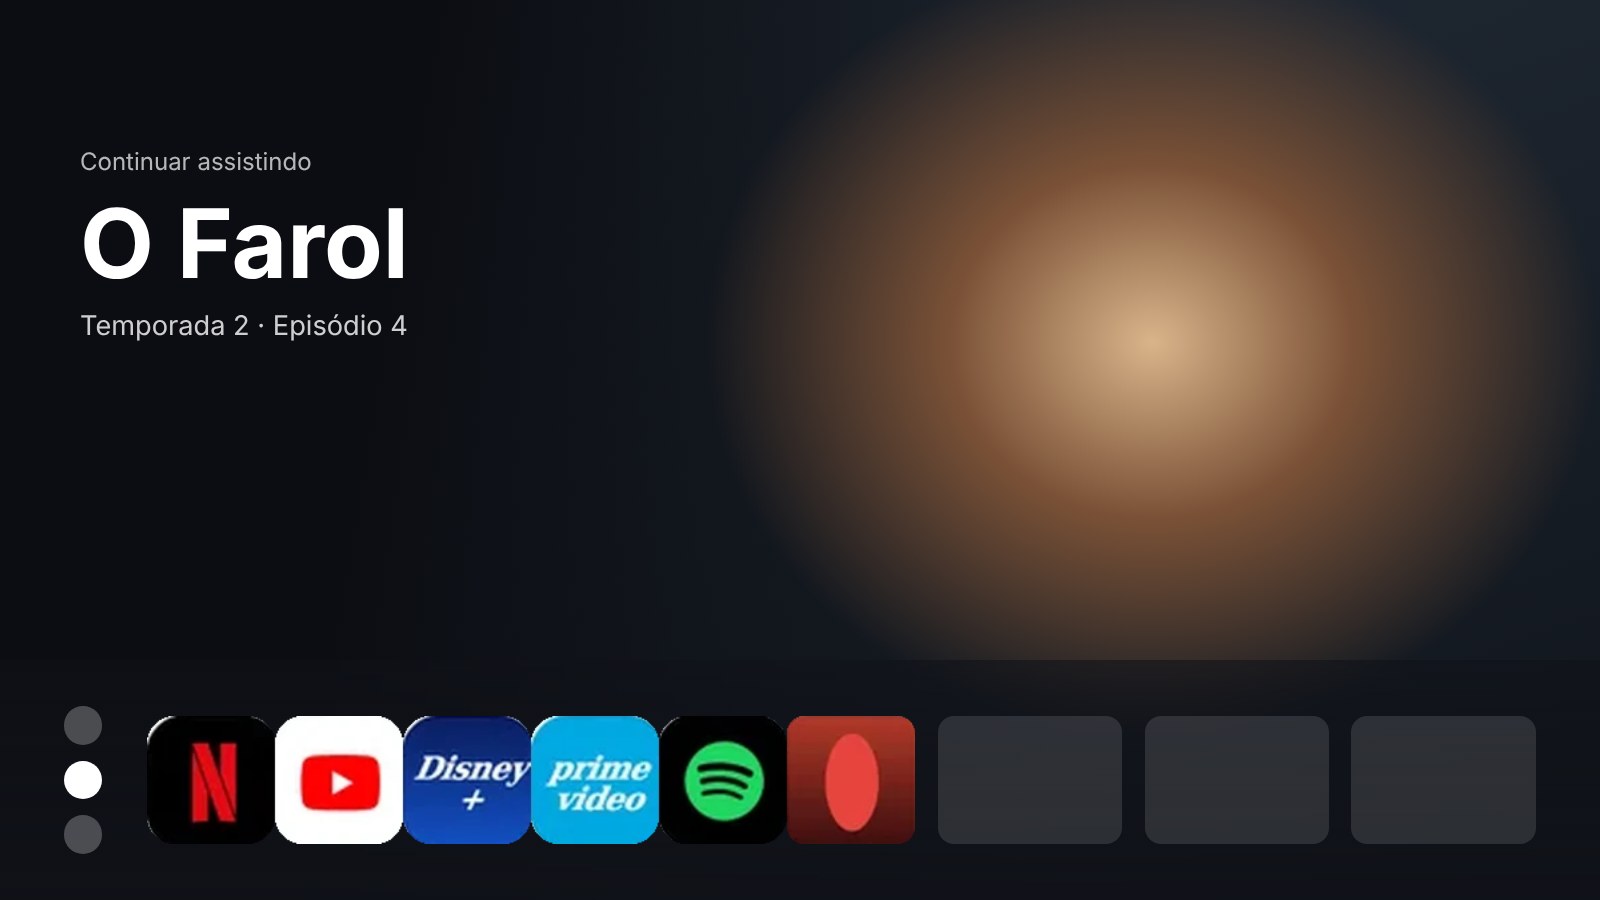 Continuar assistindo
O Farol
Temporada 2 · Episódio 4
N
Disney
+
prime
video